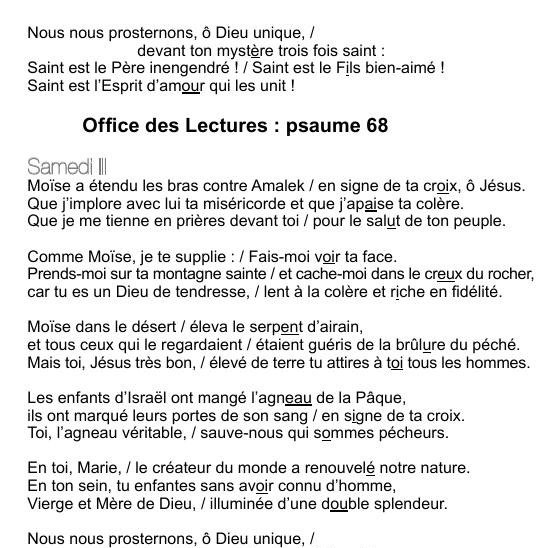 Nous nous prosternons, ô Dieu unique, /
devant ton mystère trois fois saint :
Saint est le Père inengendré ! / Saint est le Fils bien-aimé !
Saint est l'Esprit d'amour qui les unit !
Office des Lectures : psaume 68
Samedi III
Moïse a étendu les bras contre Amalek / en signe de ta croix, ô Jésus.
Que j'implore avec lui ta miséricorde et que j'apaise ta colère.
Que je me tienne en prières devant toi / pour le salut de ton peuple.
Comme Moïse, je te supplie : / Fais-moi voir ta face.
Prends-moi sur ta montagne sainte / et cache-moi dans le creux du rocher,
car tu es un Dieu de tendresse, / lent à la colère et riche en fidélité.
Moïse dans le désert / éleva le serpent d'airain,
et tous ceux qui le regardaient / étaient guéris de la brûlure du péché.
Mais toi, Jésus très bon, / élevé de terre tu attires à toi tous les hommes.
Les enfants d'Israël ont mangé l'agneau de la Pâque,
ils ont marqué leurs portes de son sang / en signe de ta croix.
Toi, l'agneau véritable, / sauve-nous qui sommes pécheurs.
En toi, Marie, / le créateur du monde a renouvelé notre nature.
En ton sein, tu enfantes sans avoir connu d'homme,
Vierge et Mère de Dieu, / illuminée d'une double splendeur.
Nous nous prosternons, ô Dieu unique, /